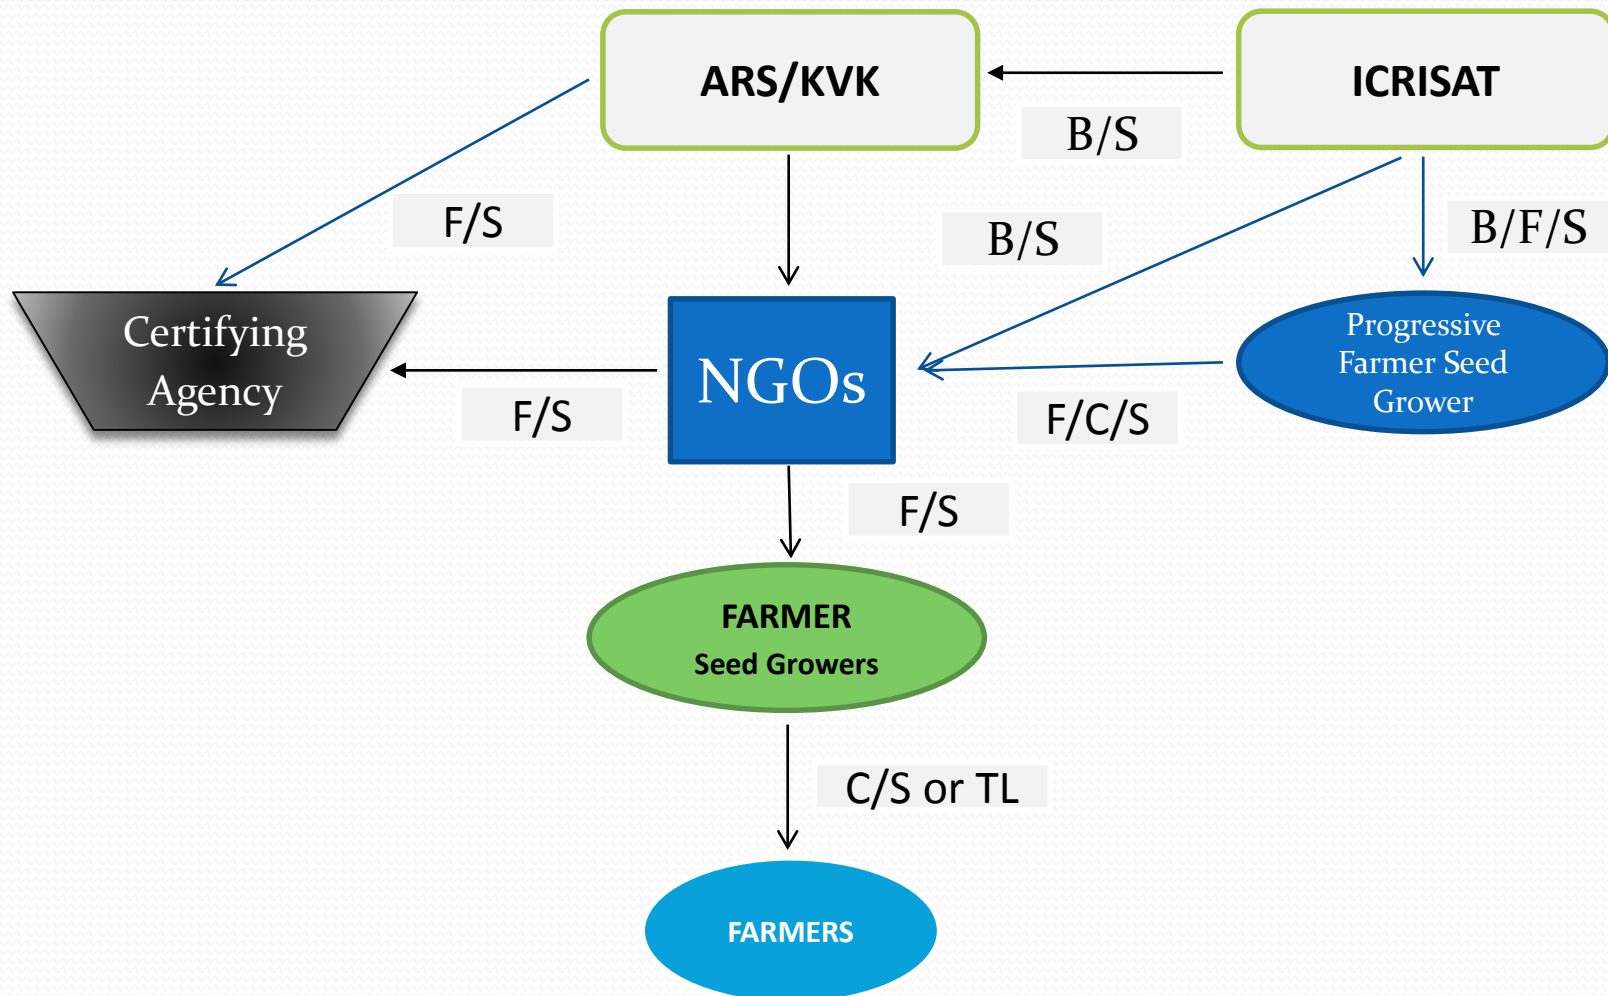 ARS/KVK
ICRISAT
B/S
F/S
B/S
B/F/S
Certifying
Agency
NGOs
Progressive
Farmer Seed
Grower
F/S
F/C/S
F/S
FARMER
Seed Growers
C/S or TL
FARMERS